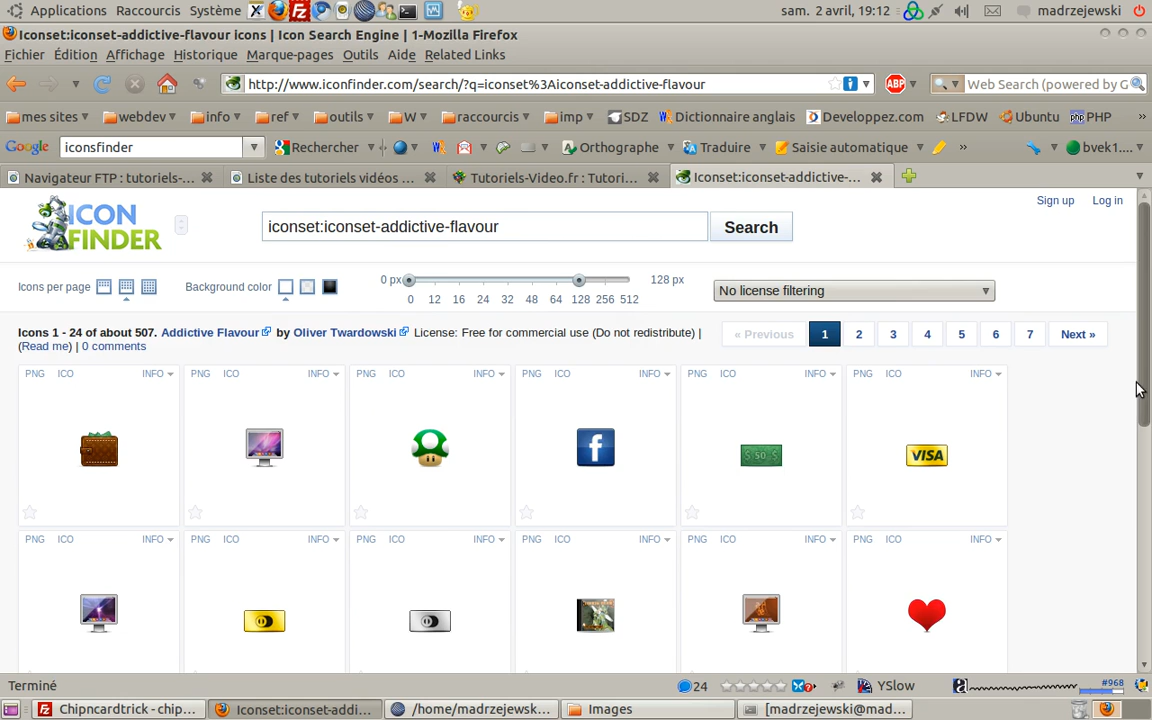 Applications Raccourcis Système sam. 2 avril, 19:12 madrzejewski
Iconset:iconset-addictive-flavour icons | Icon Search Engine | 1-Mozilla Firefox
Fichier Édition Affichage Historique Marque-pages Outils Aide Related Links
http://www.iconfinder.com/search/?q=iconset%3Aiconset-addictive-flavour ABP Web Search (powered by G
mes sites webdev info ref outils W raccourcis imp SDZ Dictionnaire anglais Developpez.com LFDW Ubuntu PHP »
Google iconsfinder Rechercher Orthographe Traduire Saisie automatique » bvek1....
Navigateur FTP : tutoriels-... Liste des tutoriels vidéos ... Tutoriels-Video.fr : Tutori... Iconset:iconset-addictive-...
Sign up Log in
ICON FINDER iconset:iconset-addictive-flavour Search
Icons per page Background color 0 px 128 px No license filtering
0 12 16 24 32 48 64 128 256 512
Icons 1 - 24 of about 507. Addictive Flavour by Oliver Twardowski License: Free for commercial use (Do not redistribute) | « Previous 1 2 3 4 5 6 7 Next »
(Read me) | 0 comments
PNG ICO INFO PNG ICO INFO PNG ICO INFO PNG ICO INFO PNG ICO INFO PNG ICO INFO
f 50 VISA
PNG ICO INFO PNG ICO INFO PNG ICO INFO PNG ICO INFO PNG ICO INFO PNG ICO INFO
Terminé 24 YSlow #968
Chipncardtrick - chip... Iconset:iconset-addi... /home/madrzejewsk... Images [madrzejewski@mad...